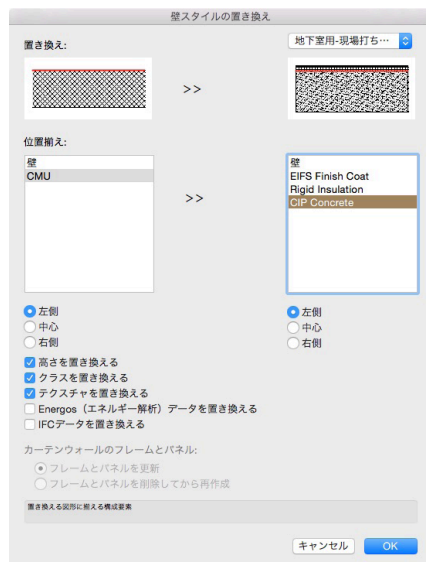 壁スタイルの置き換え
置き換え:
地下室用-現場打ち…
>>
位置揃え:
壁
CMU
>>
壁
EIFS Finish Coat
Rigid Insulation
CIP Concrete
左側
中心
右側
左側
中心
右側
高さを置き換える
クラスを置き換える
テクスチャを置き換える
Energos（エネルギー解析）データを置き換える
IFCデータを置き換える
カーテンウォールのフレームとパネル:
フレームとパネルを更新
フレームとパネルを削除してから再作成
置き換える図形に揃える構成要素
キャンセル
OK